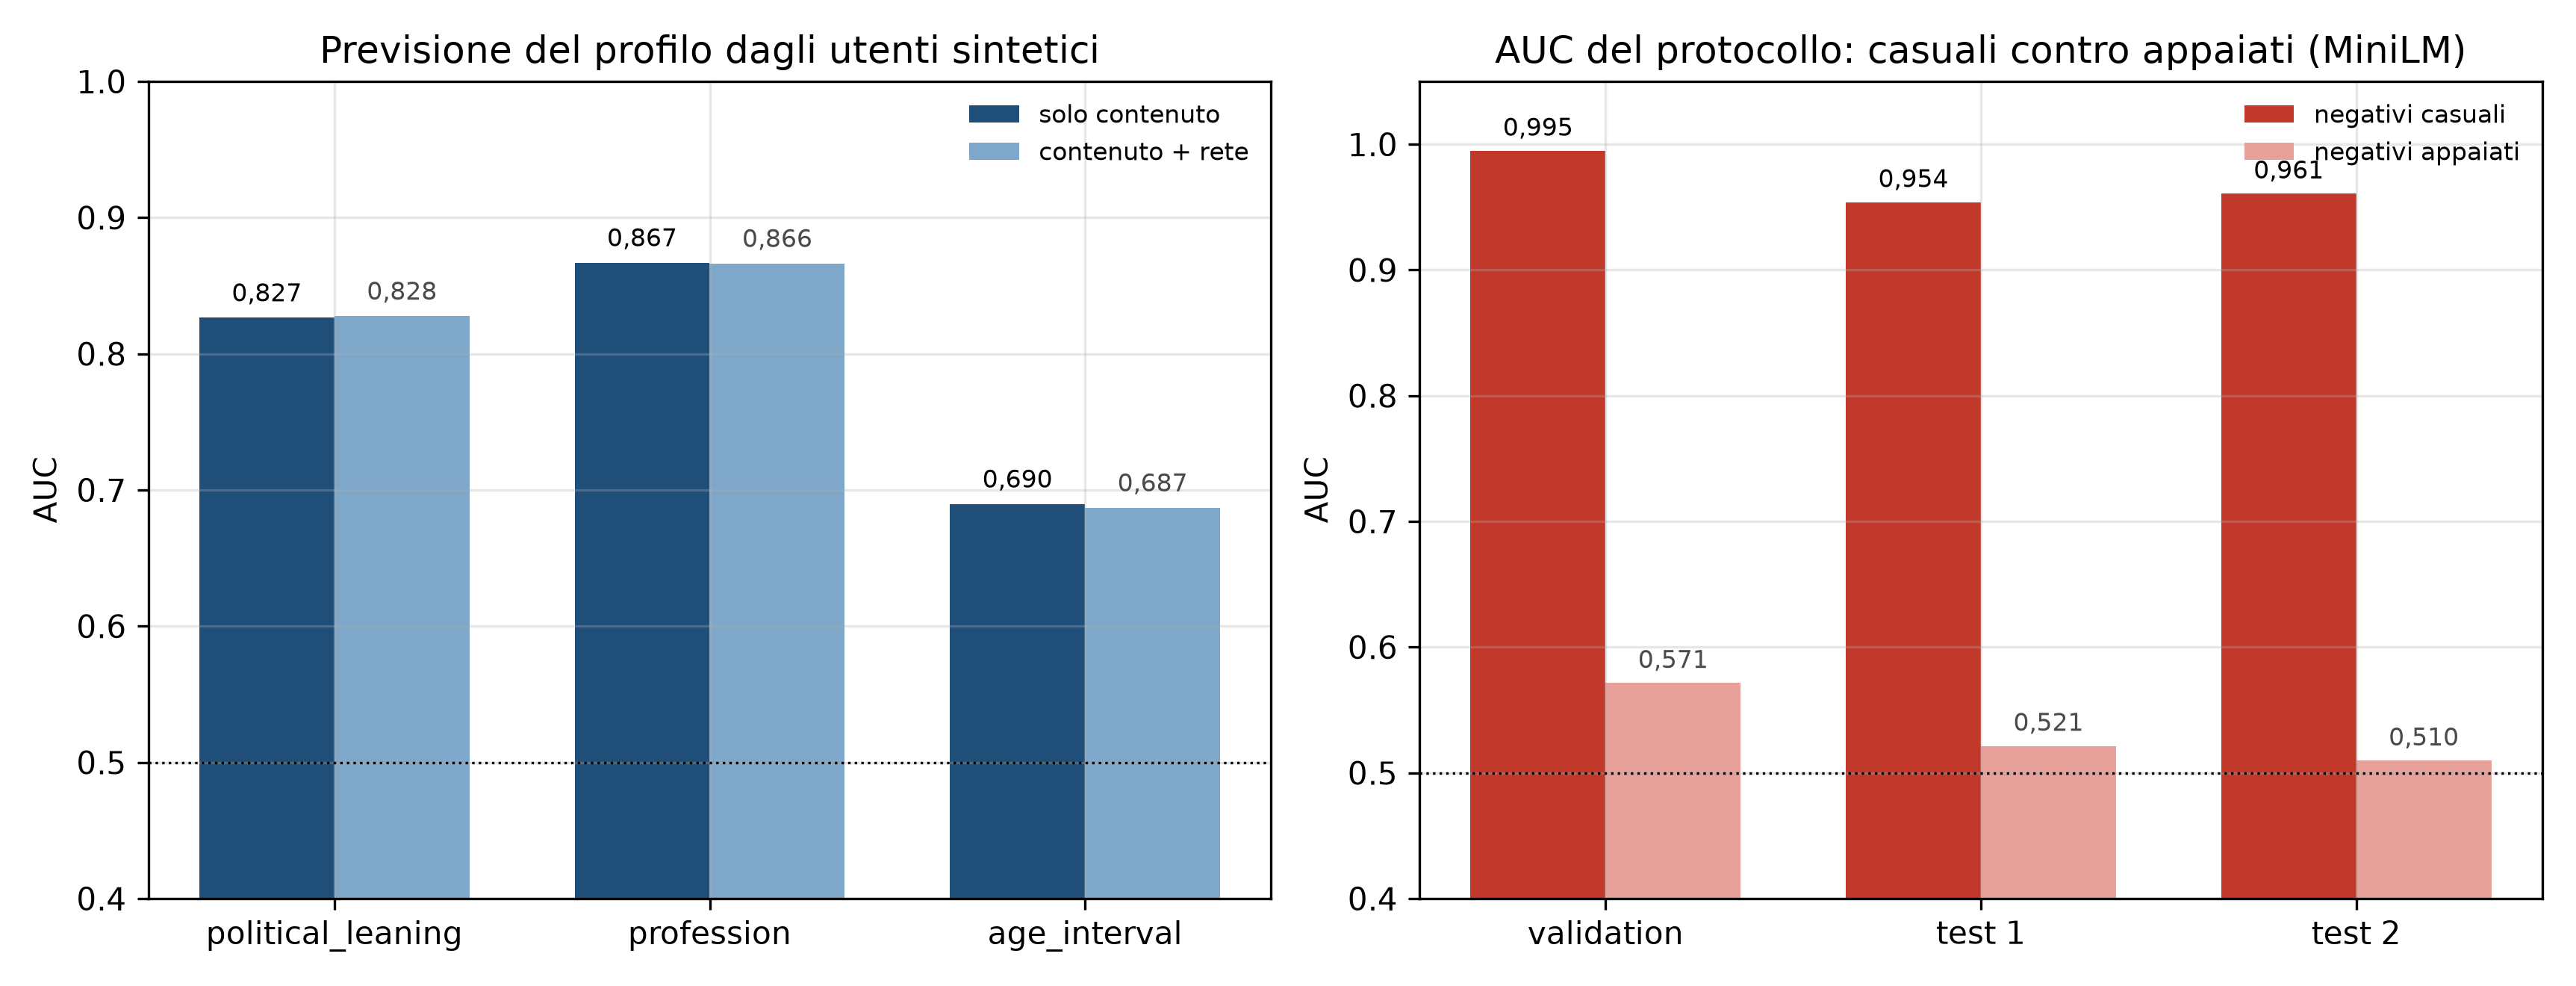 Previsione del profilo dagli utenti sintetici
solo contenuto
contenuto + rete
1.0
0.9
0.8
0.7
0.6
0.5
0.4
AUC
0,827
0,828
0,867
0,866
0,690
0,687
political_leaning
profession
age_interval
AUC del protocollo: casuali contro appaiati (MiniLM)
negativi casuali
negativi appaiati
1.0
0.9
0.8
0.7
0.6
0.5
0.4
AUC
0,995
0,571
0,954
0,521
0,961
0,510
validation
test 1
test 2